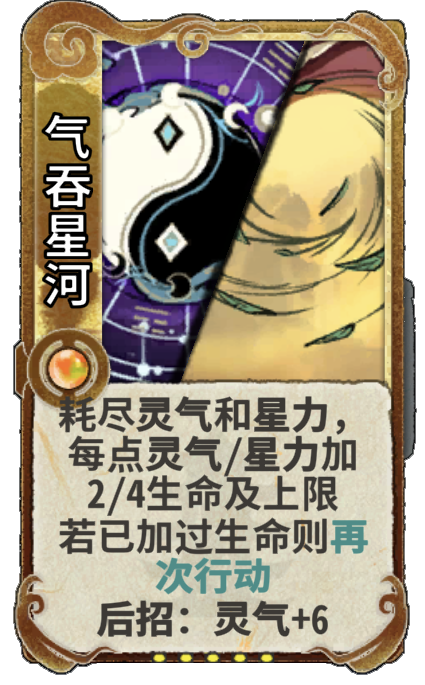 气吞星河
耗尽灵气和星力，
每点灵气/星力加
2/4生命及上限
若已加过生命则再
次行动
后招：灵气+6